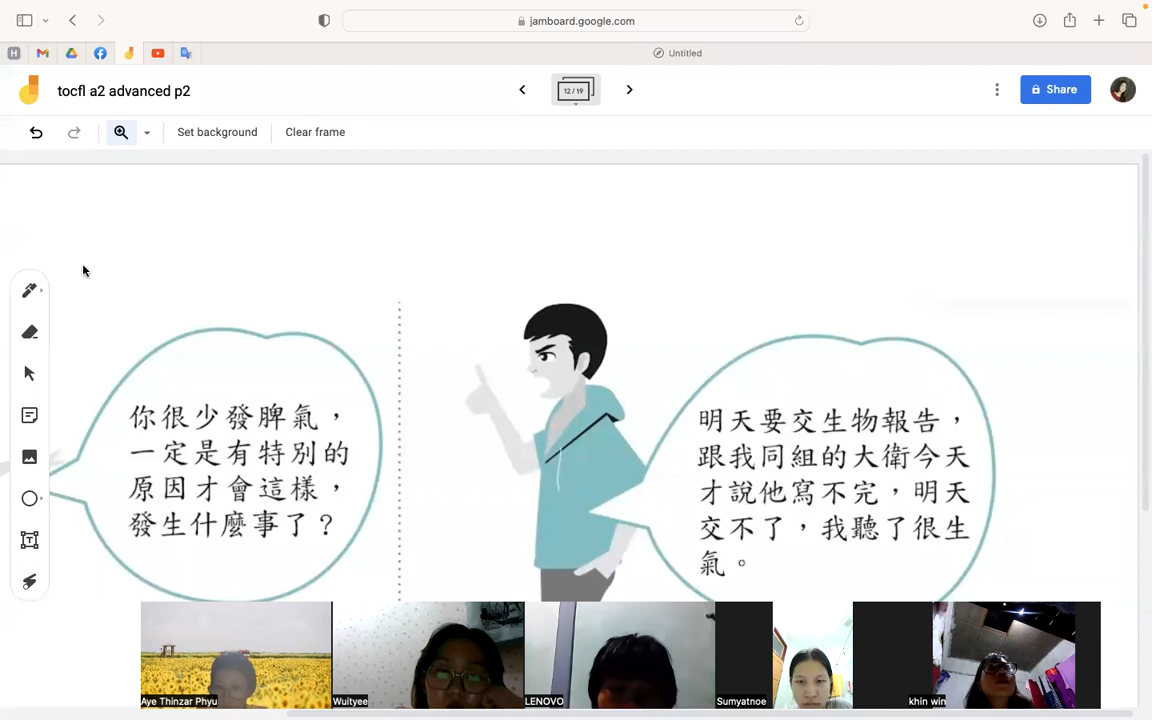 jamboard.google.com
Untitled
tocfl a2 advanced p2
12 / 19
Share
Set background
Clear frame
你很少發脾氣，
一定是有特別的
原因才會這樣，
發生什麼事了？
明天要交生物報告，
跟我同組的大衛今天
才說他寫不完，明天
交不了，我聽了很生
氣。
Aye Thinzar Phyu
Wuityee
LENOVO
Sumyatnoe
khin win